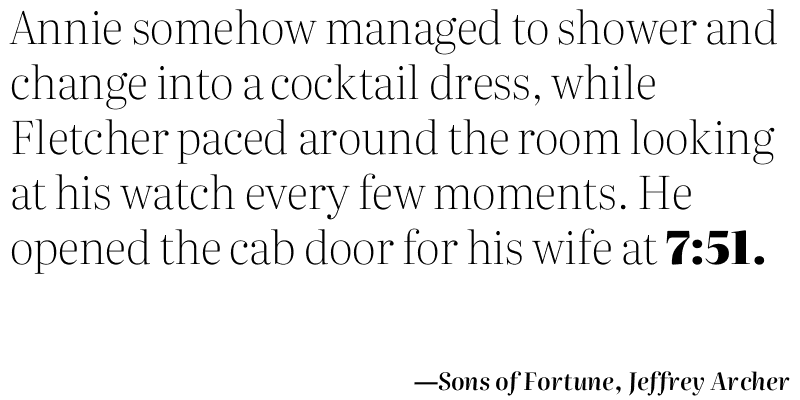 Annie somehow managed to shower and
change into a cocktail dress, while
Fletcher paced around the room looking
at his watch every few moments. He
opened the cab door for his wife at 7:51.
—Sons of Fortune, Jeffrey Archer